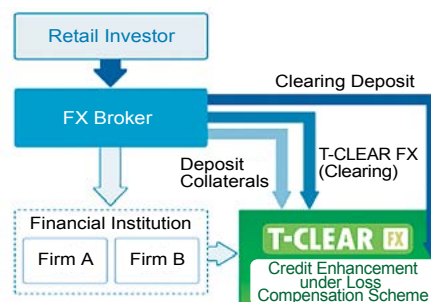 Retail Investor
Clearing Deposit
FX Broker
T-CLEAR FX
(Clearing)
Deposit
Collaterals
Financial Institution
Firm A
Firm B
T-CLEAR FX
Credit Enhancement
under Loss
Compensation Scheme